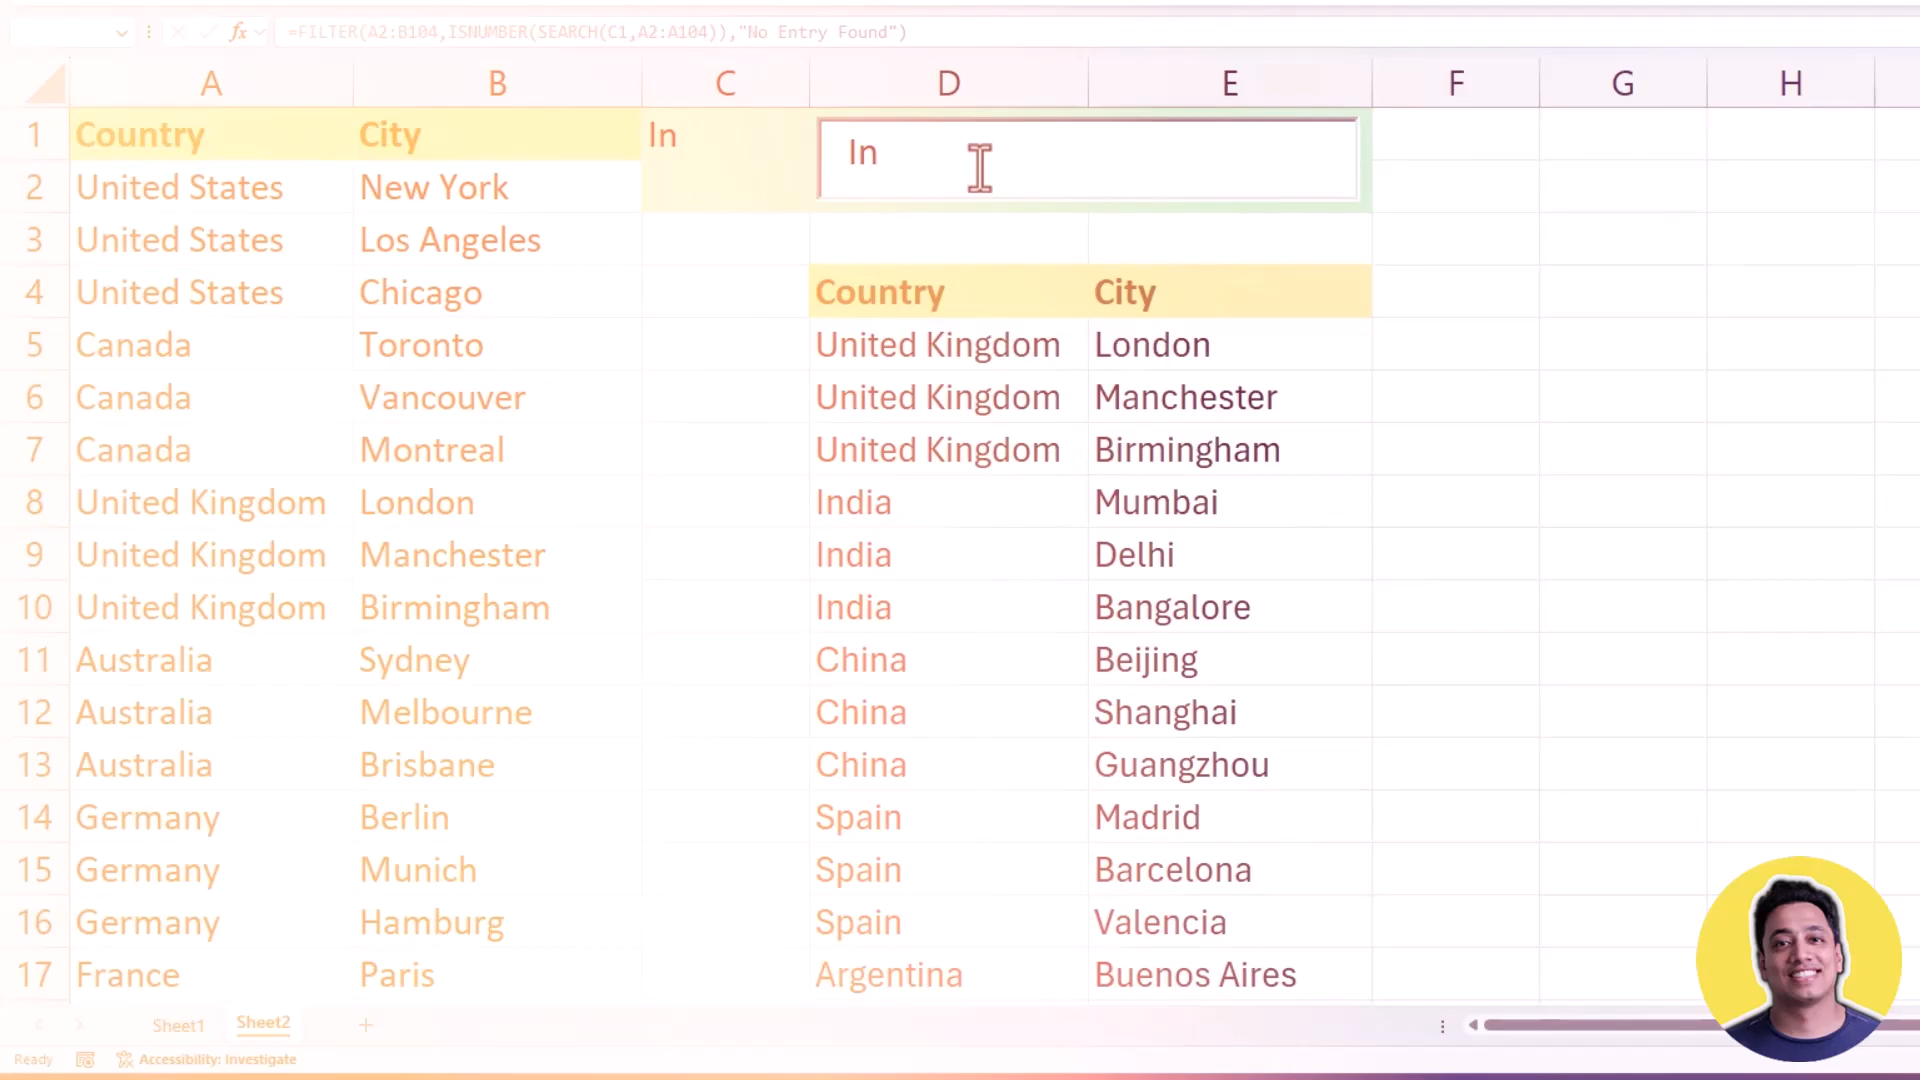 =FILTER(A2:B104,ISNUMBER(SEARCH(C1,A2:A104)),"No Entry Found")
A B C D E F G H
1 Country City In In
2 United States New York
3 United States Los Angeles
4 United States Chicago Country City
5 Canada Toronto United Kingdom London
6 Canada Vancouver United Kingdom Manchester
7 Canada Montreal United Kingdom Birmingham
8 United Kingdom London India Mumbai
9 United Kingdom Manchester India Delhi
10 United Kingdom Birmingham India Bangalore
11 Australia Sydney China Beijing
12 Australia Melbourne China Shanghai
13 Australia Brisbane China Guangzhou
14 Germany Berlin Spain Madrid
15 Germany Munich Spain Barcelona
16 Germany Hamburg Spain Valencia
17 France Paris Argentina Buenos Aires
Sheet1 Sheet2
Ready Accessibility: Investigate